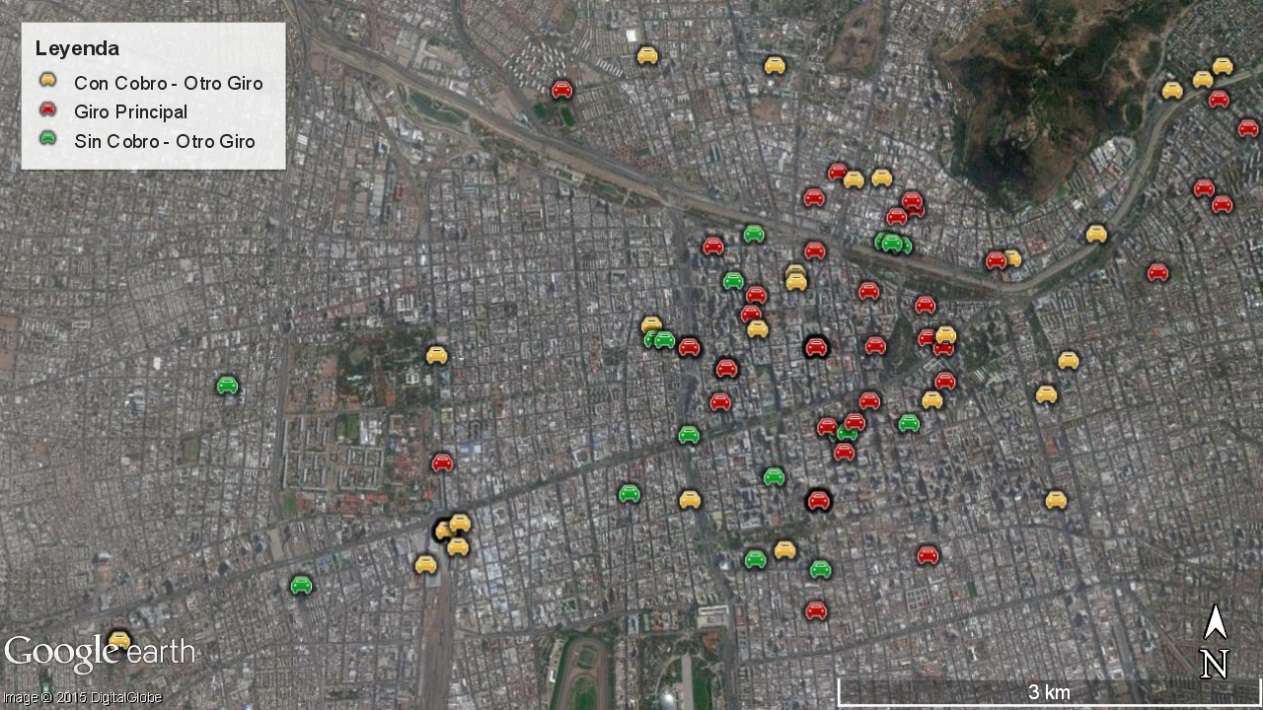 Leyenda
Con Cobro - Otro Giro
Giro Principal
Sin Cobro - Otro Giro
Google earth
Image © 2015 DigitalGlobe
N
3 km